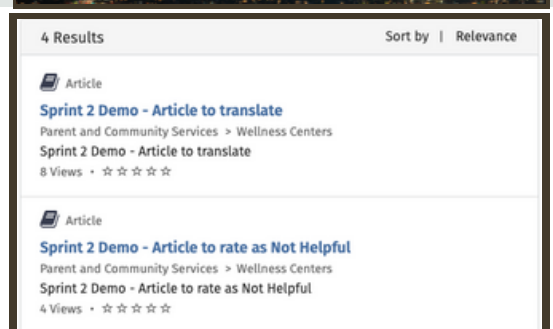 4 Results
Sort by | Relevance
Article
Sprint 2 Demo - Article to translate
Parent and Community Services > Wellness Centers
Sprint 2 Demo - Article to translate
8 Views • ☆☆☆☆☆
Article
Sprint 2 Demo - Article to rate as Not Helpful
Parent and Community Services > Wellness Centers
Sprint 2 Demo - Article to rate as Not Helpful
4 Views • ☆☆☆☆☆